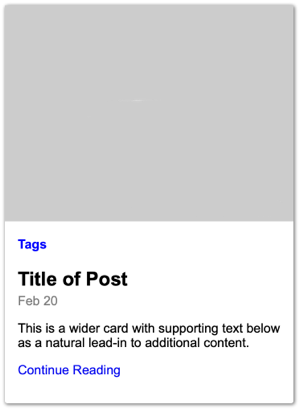 Tags
Title of Post
Feb 20
This is a wider card with supporting text below
as a natural lead-in to additional content.
Continue Reading